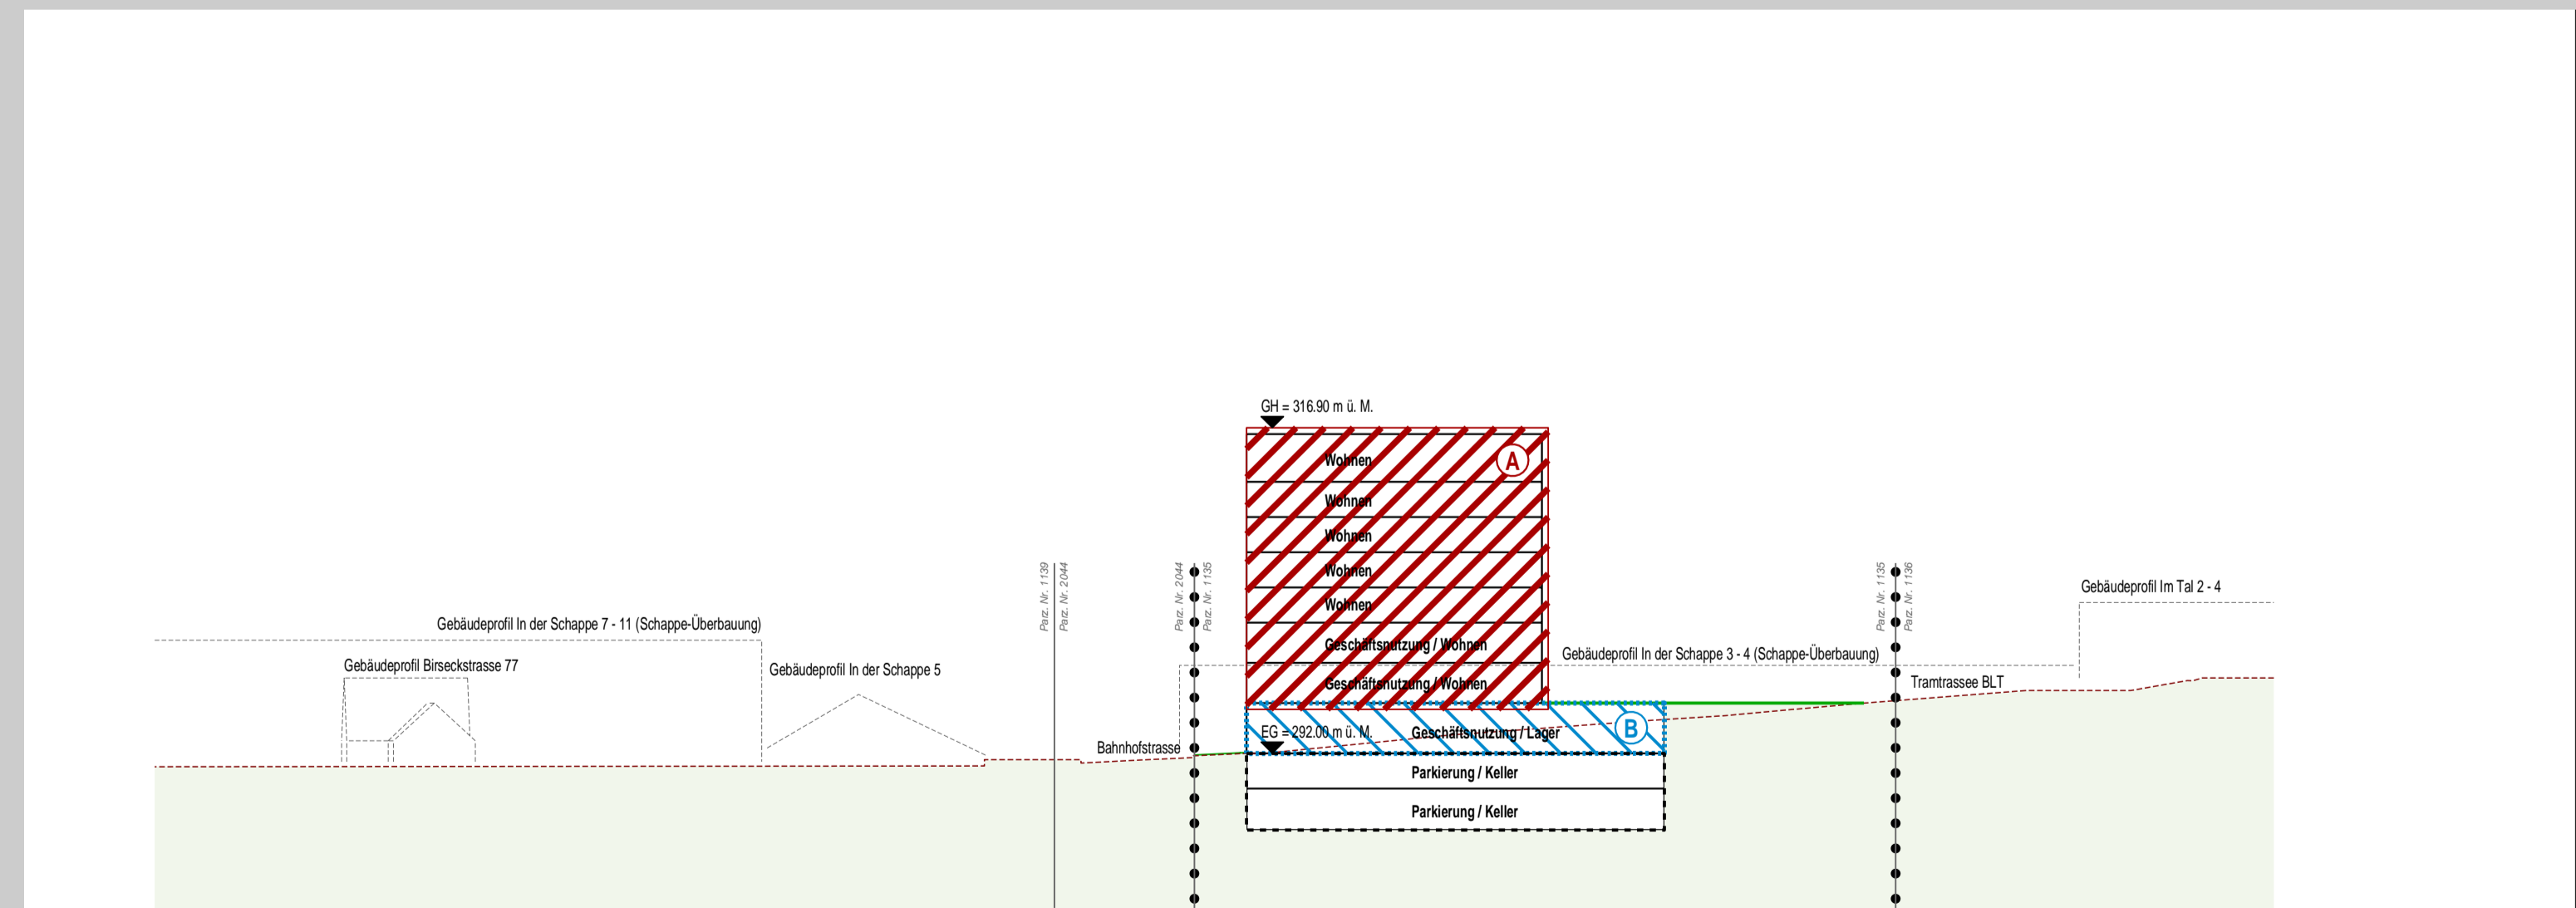 GH = 316.90 m ü. M.
A
Wohnen
Wohnen
Wohnen
Wohnen
Wohnen
Geschäftsnutzung / Wohnen
Geschäftsnutzung / Wohnen
Parz. Nr. 1139
Parz. Nr. 2044
Parz. Nr. 2044
Parz. Nr. 1135
Parz. Nr. 1135
Parz. Nr. 1136
Gebäudeprofil Im Tal 2 - 4
Gebäudeprofil In der Schappe 7 - 11 (Schappe-Überbauung)
Gebäudeprofil Birseckstrasse 77
Gebäudeprofil In der Schappe 5
Gebäudeprofil In der Schappe 3 - 4 (Schappe-Überbauung)
Tramtrassee BLT
Bahnhofstrasse
EG = 292.00 m ü. M.
Geschäftsnutzung / Lager
B
Parkierung / Keller
Parkierung / Keller